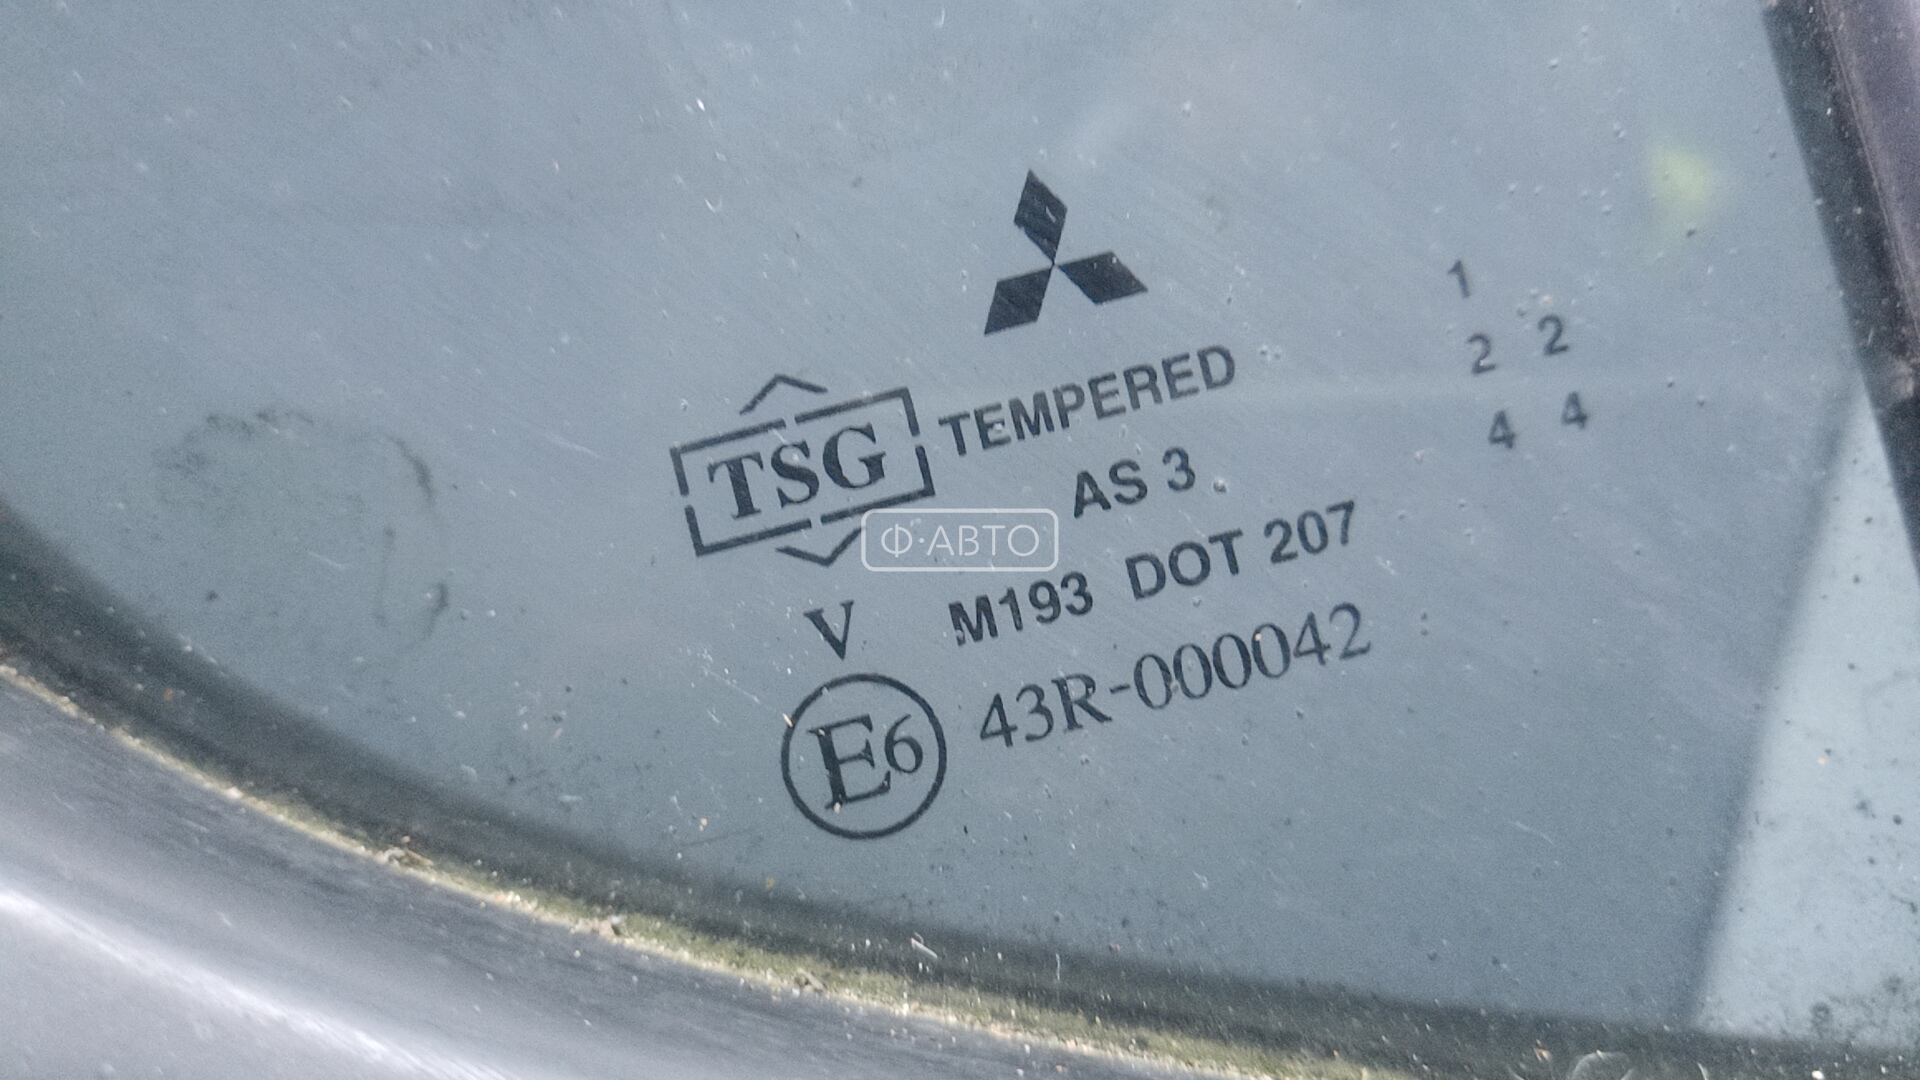 TSG TEMPERED
AS 3
V M193 DOT 207
E6 43R-000042
1
2 2
4 4
Ф·АВТО